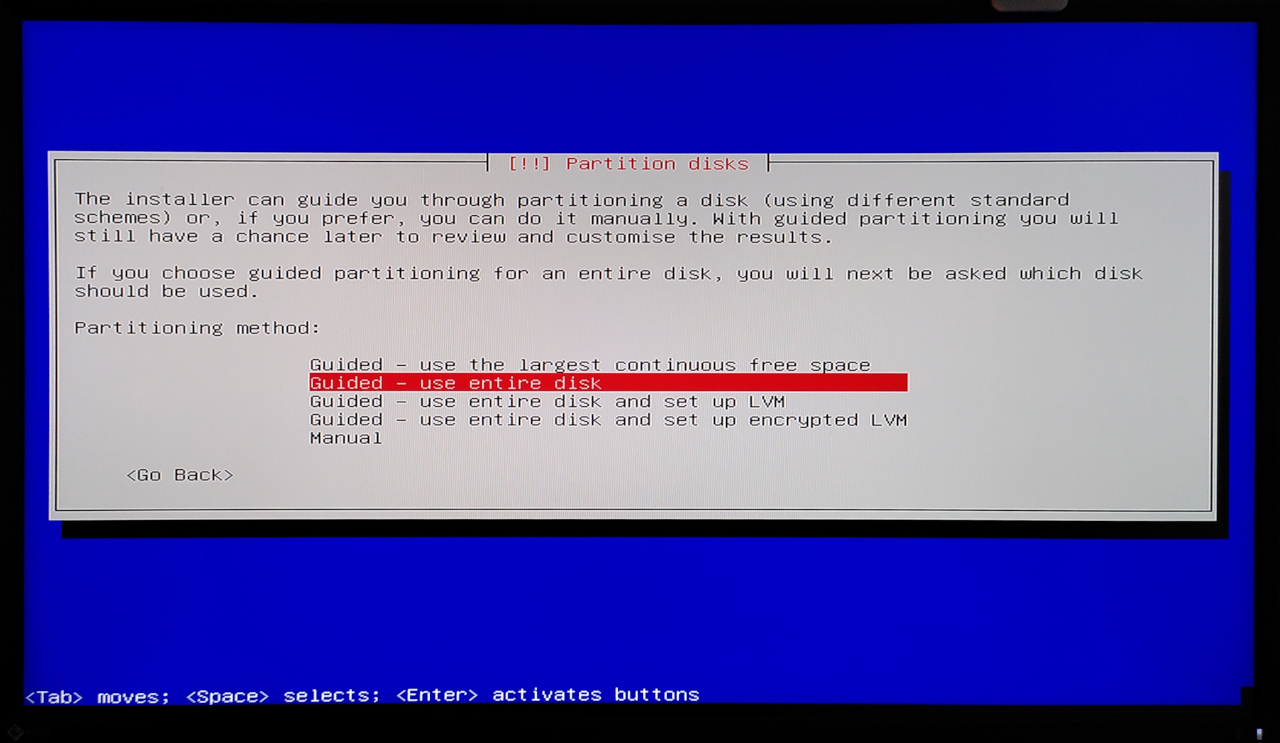 [!!] Partition disks
The installer can guide you through partitioning a disk (using different standard
schemes) or, if you prefer, you can do it manually. With guided partitioning you will
still have a chance later to review and customise the results.
If you choose guided partitioning for an entire disk, you will next be asked which disk
should be used.
Partitioning method:
Guided – use the largest continuous free space
Guided – use entire disk
Guided – use entire disk and set up LVM
Guided – use entire disk and set up encrypted LVM
Manual
<Go Back>
<Tab> moves; <Space> selects; <Enter> activates buttons